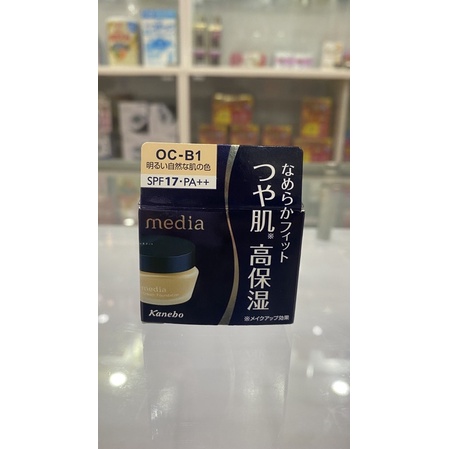 OC-B1
明るい自然な肌の色
SPF17・PA++
media
media
Kanebo
なめらかフィット
つや肌※
高保湿
※メイクアップ効果